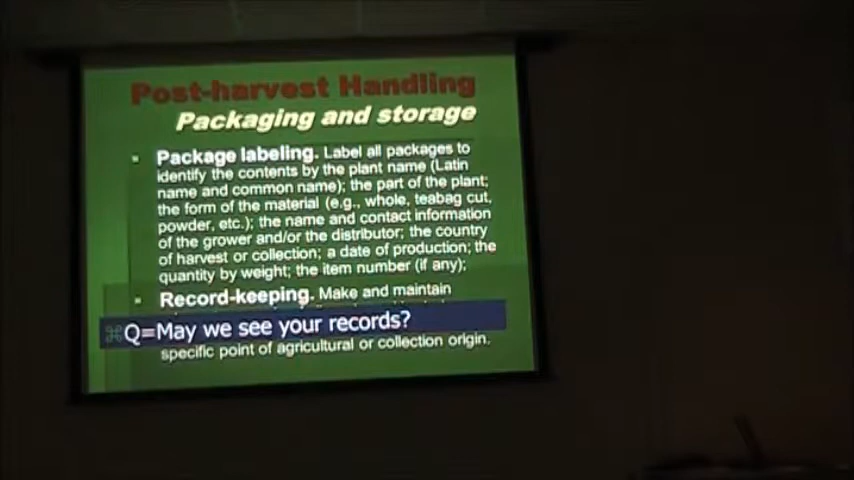 Post-harvest Handling
Packaging and storage
Package labeling. Label all packages to
identify the contents by the plant name (Latin
name and common name); the part of the plant;
the form of the material (e.g., whole, teabag cut,
powder, etc.); the name and contact information
of the grower and/or the distributor; the country
of harvest or collection; a date of production; the
quantity by weight; the item number (if any);
Record-keeping. Make and maintain
⌘Q=May we see your records?
specific point of agricultural or collection origin.